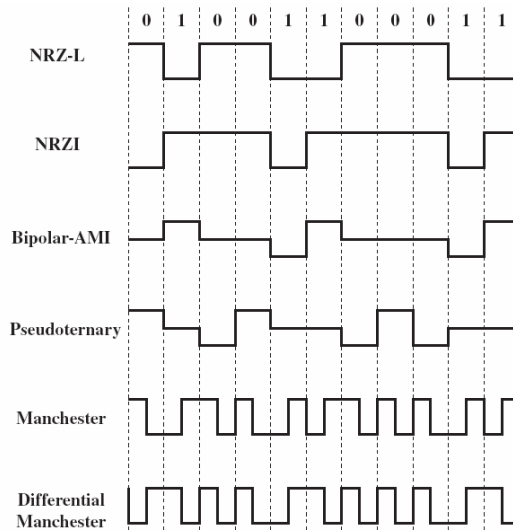 0 1 0 0 1 1 0 0 0 1 1
NRZ-L
NRZI
Bipolar-AMI
Pseudoternary
Manchester
Differential
Manchester